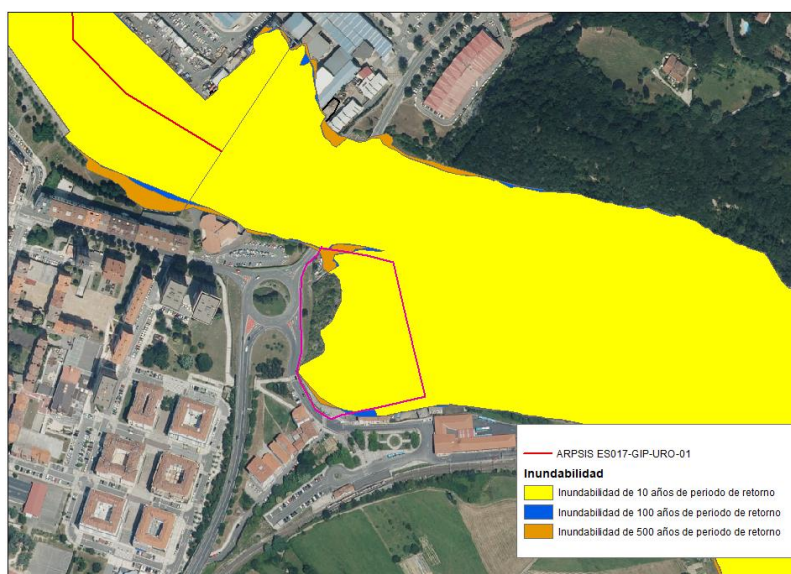 ARPSIS ES017-GIP-URO-01
Inundabilidad
Inundabilidad de 10 años de periodo de retorno
Inundabilidad de 100 años de periodo de retorno
Inundabilidad de 500 años de periodo de retorno